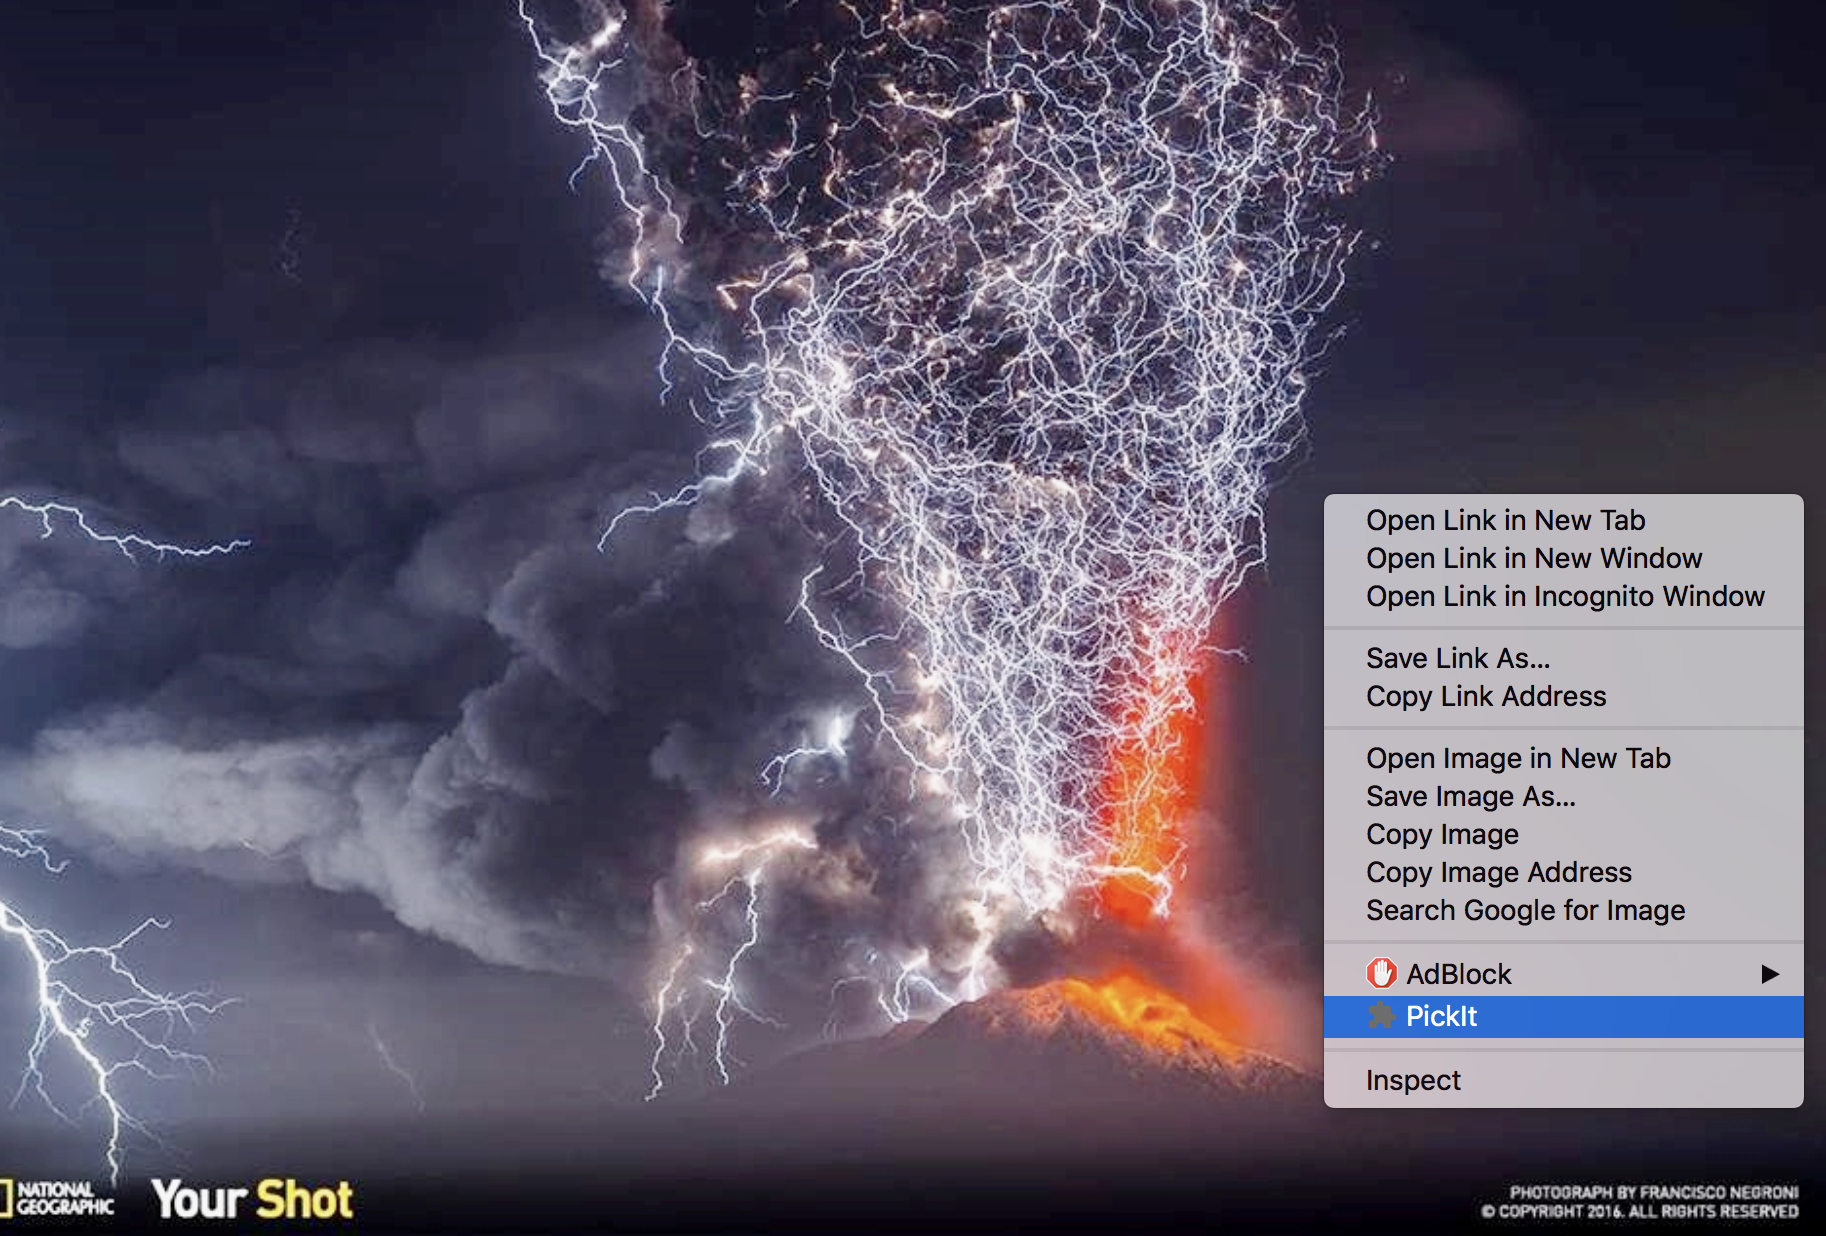 Open Link in New Tab
Open Link in New Window
Open Link in Incognito Window
Save Link As...
Copy Link Address
Open Image in New Tab
Save Image As...
Copy Image
Copy Image Address
Search Google for Image
AdBlock
PickIt
Inspect
NATIONAL
GEOGRAPHIC
Your Shot
PHOTOGRAPH BY FRANCISCO NEGRONI
© COPYRIGHT 2016. ALL RIGHTS RESERVED